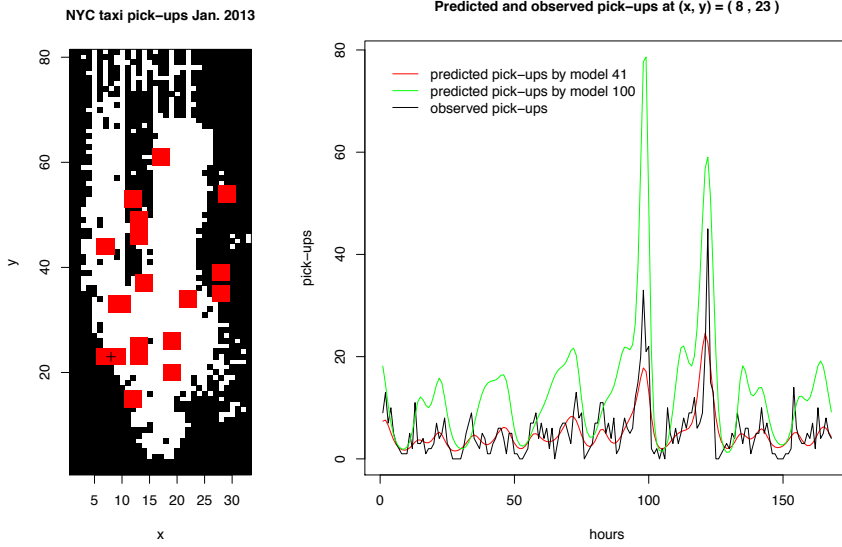 NYC taxi pick−ups Jan. 2013
y
20 40 60 80
5 10 15 20 25 30
x
Predicted and observed pick−ups at (x, y) = ( 8 , 23 )
predicted pick−ups by model 41
predicted pick−ups by model 100
observed pick−ups
pick−ups
0 20 40 60 80
0 50 100 150
hours